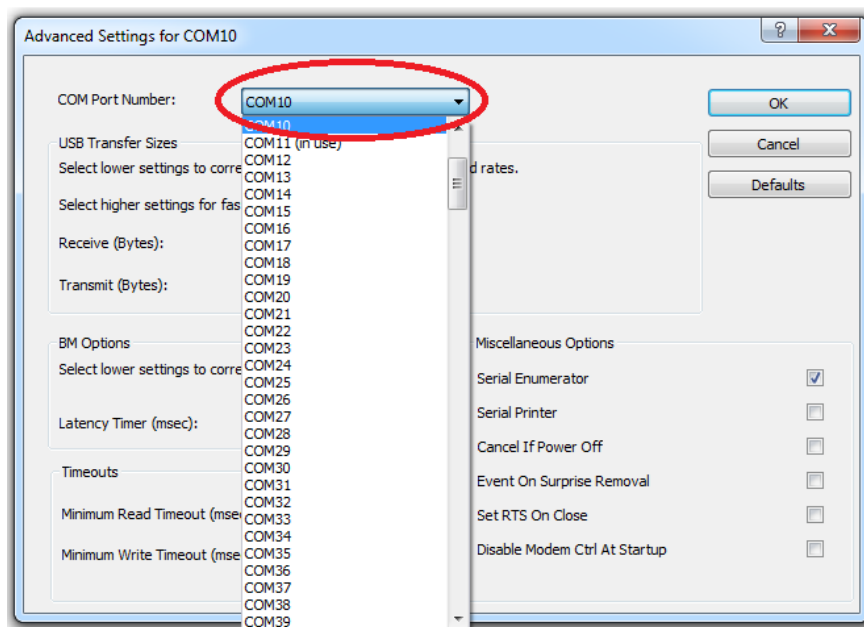 Advanced Settings for COM10
COM Port Number:
COM10
OK
Cancel
Defaults
COM10
COM11 (in use)
COM12
COM13
COM14
COM15
COM16
COM17
COM18
COM19
COM20
COM21
COM22
COM23
COM24
COM25
COM26
COM27
COM28
COM29
COM30
COM31
COM32
COM33
COM34
COM35
COM36
COM37
COM38
COM39
USB Transfer Sizes
Select lower settings to corre d rates.
Select higher settings for fas
Receive (Bytes):
Transmit (Bytes):
BM Options
Select lower settings to corre
Latency Timer (msec):
Timeouts
Minimum Read Timeout (mse
Minimum Write Timeout (mse
Miscellaneous Options
Serial Enumerator
Serial Printer
Cancel If Power Off
Event On Surprise Removal
Set RTS On Close
Disable Modem Ctrl At Startup